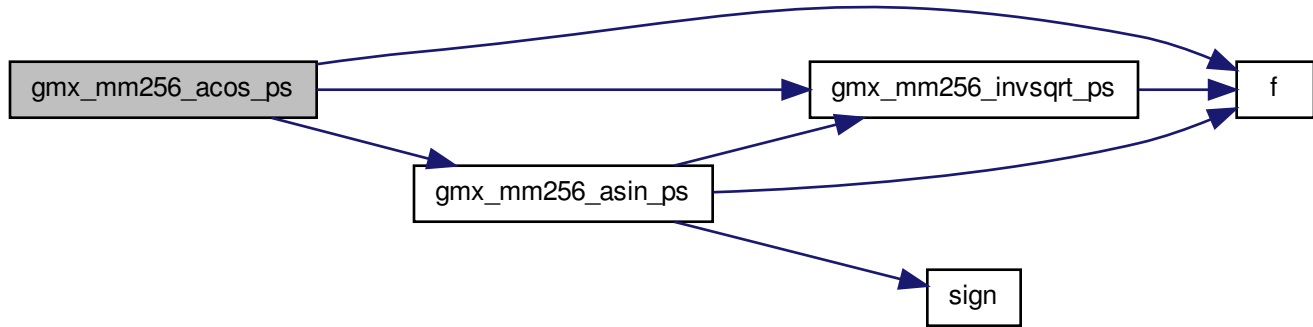 gmx_mm256_acos_ps
gmx_mm256_invsqrt_ps
f
gmx_mm256_asin_ps
sign